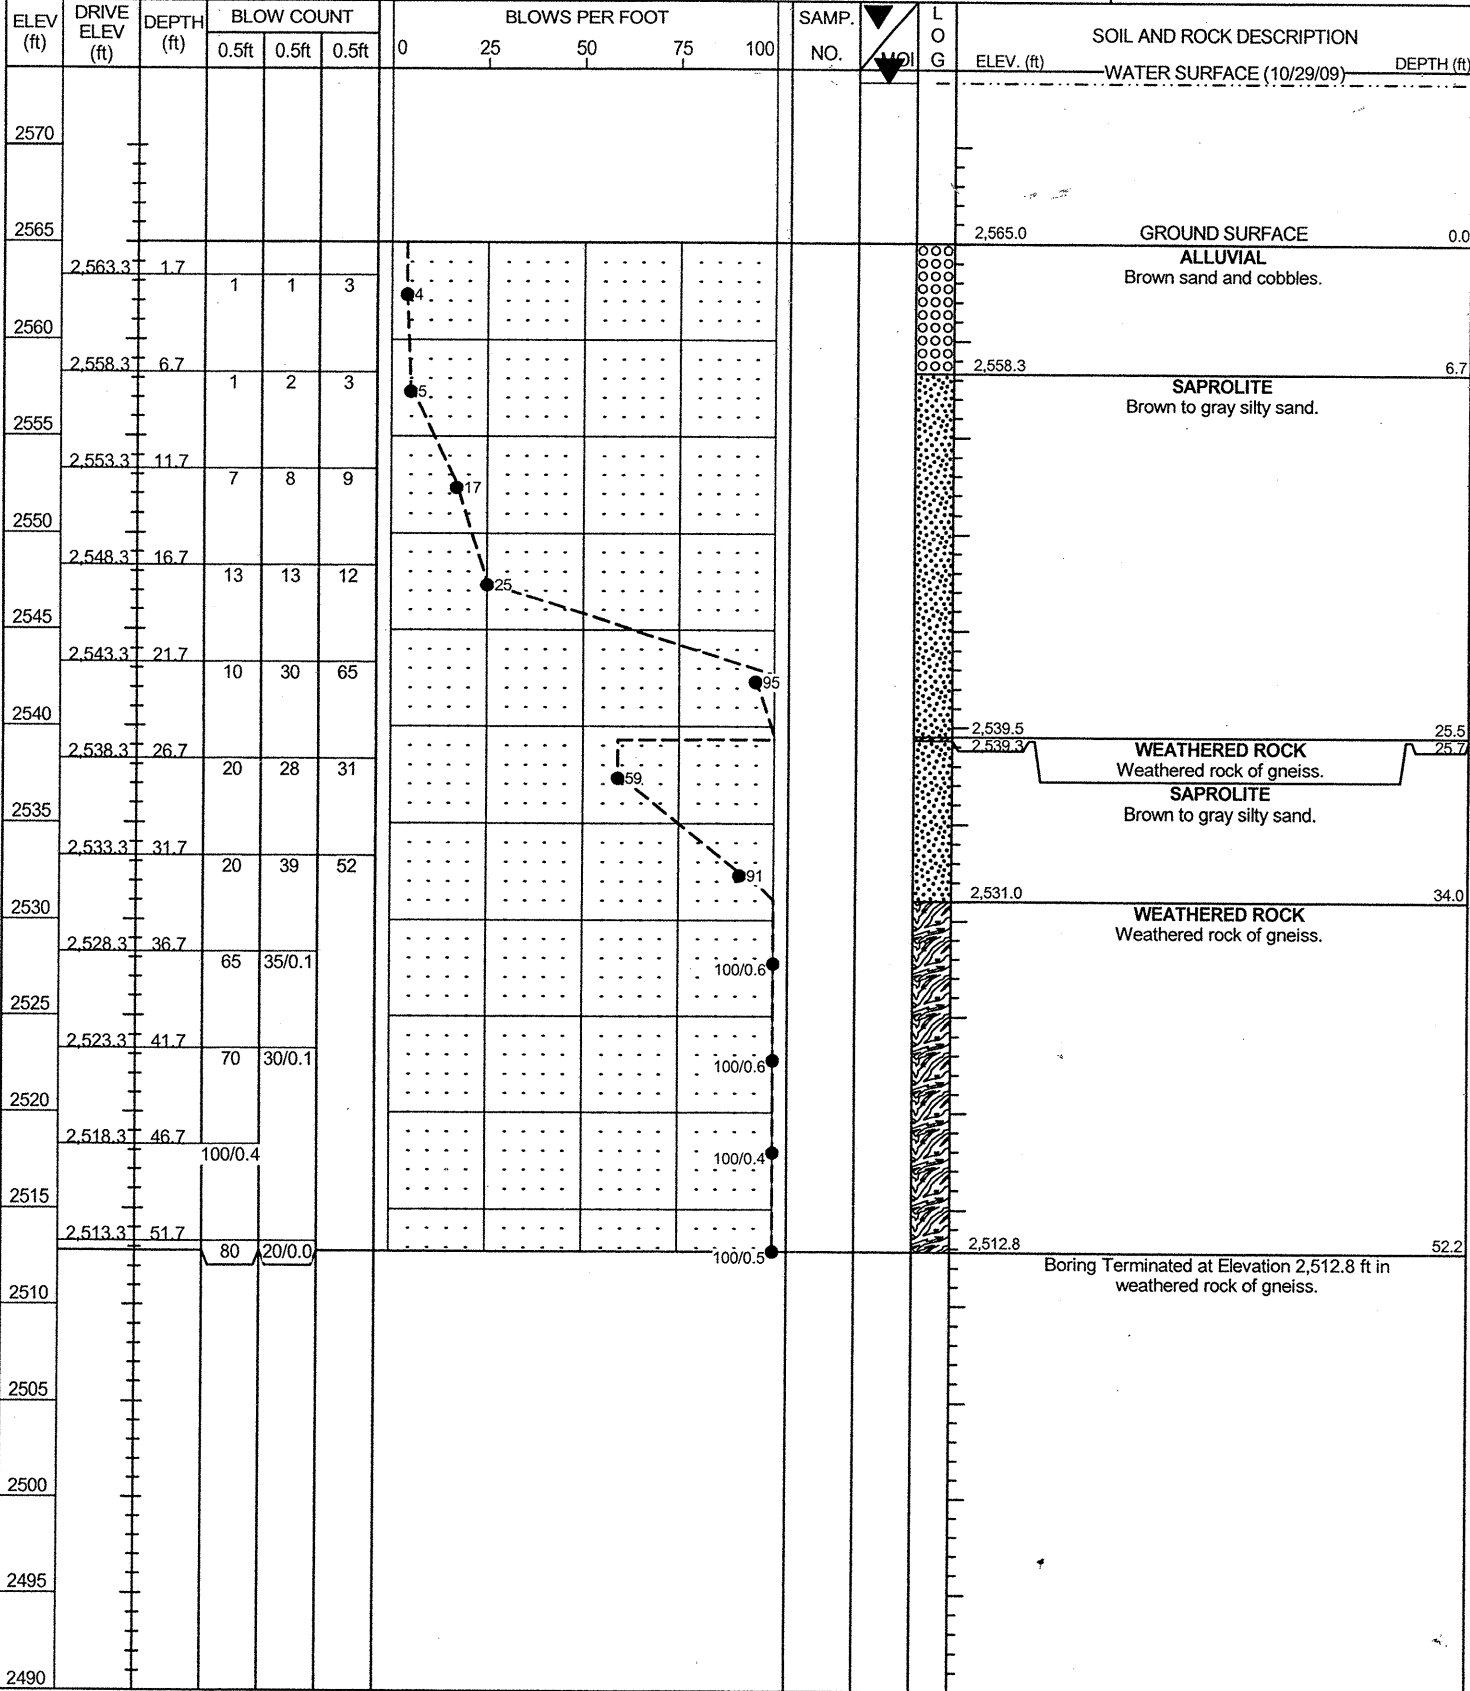 ELEV (ft) DRIVE ELEV (ft) DEPTH (ft) BLOW COUNT BLOWS PER FOOT SAMP. NO. MOI LOG SOIL AND ROCK DESCRIPTION
0.5ft 0.5ft 0.5ft 0 25 50 75 100 ELEV. (ft) DEPTH (ft)
WATER SURFACE (10/29/09)
2570
2565 2,565.0 GROUND SURFACE 0.0
ALLUVIAL
Brown sand and cobbles.
2,563.3 1.7 1 1 3 4
2560
2,558.3 6.7 1 2 3 5 2,558.3 6.7
SAPROLITE
Brown to gray silty sand.
2555
2,553.3 11.7 7 8 9 17
2550
2,548.3 16.7 13 13 12 25
2545
2,543.3 21.7 10 30 65 95
2540 2,539.5 25.5
2,539.3 WEATHERED ROCK 25.7
Weathered rock of gneiss.
2,538.3 26.7 20 28 31 59
SAPROLITE
Brown to gray silty sand.
2535
2,533.3 31.7 20 39 52 91
2530 2,531.0 34.0
WEATHERED ROCK
Weathered rock of gneiss.
2,528.3 36.7 65 35/0.1 100/0.6
2525
2,523.3 41.7 70 30/0.1 100/0.6
2520
2,518.3 46.7 100/0.4 100/0.4
2515
2,513.3 51.7 80 20/0.0 100/0.5 2,512.8 52.2
Boring Terminated at Elevation 2,512.8 ft in
weathered rock of gneiss.
2510
2505
2500
2495
2490